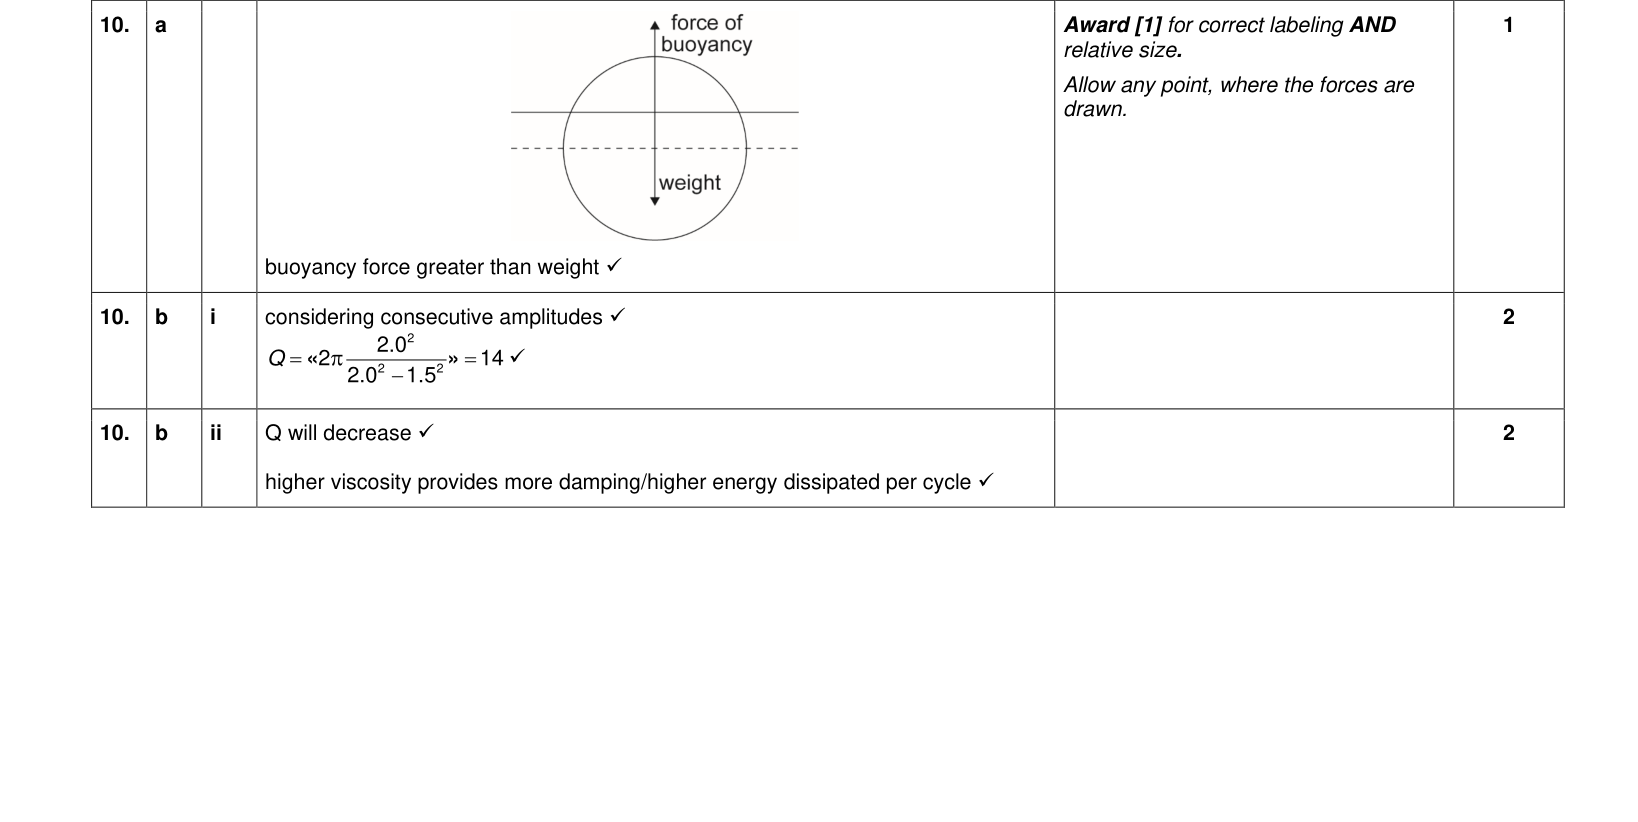 10. a force of
buoyancy
weight
buoyancy force greater than weight ✓
Award [1] for correct labeling AND
relative size.
Allow any point, where the forces are
drawn.
1
10. b i considering consecutive amplitudes ✓
Q = «2π 2.0² / 2.0² − 1.5² » = 14 ✓
2
10. b ii Q will decrease ✓
higher viscosity provides more damping/higher energy dissipated per cycle ✓
2